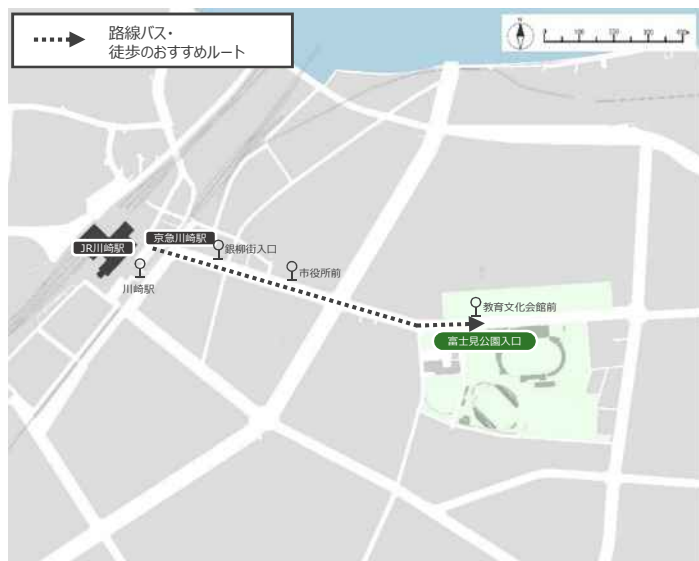 路線バス・
徒歩のおすすめルート
JR川崎駅
京急川崎駅
銀柳街入口
川崎駅
市役所前
教育文化会館前
富士見公園入口